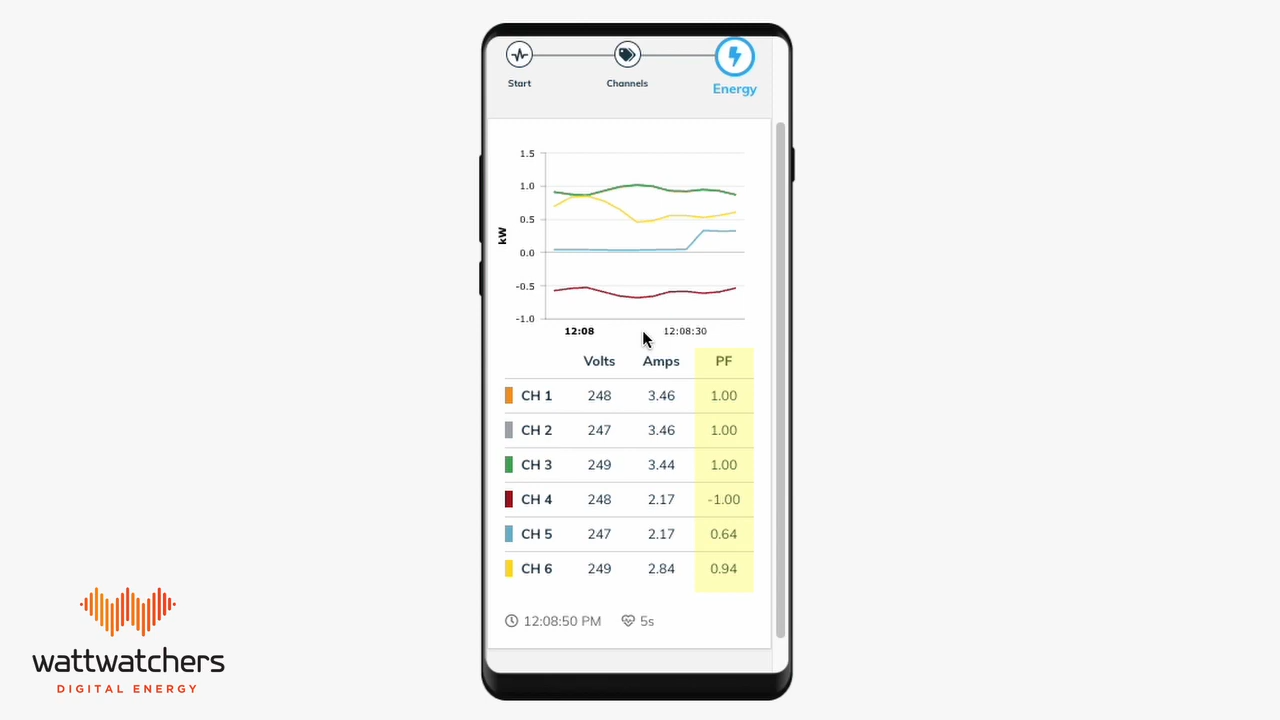 Start
Channels
Energy
1.5
1.0
0.5
0.0
-0.5
-1.0
kW
12:08
12:08:30
Volts Amps PF
CH 1 248 3.46 1.00
CH 2 247 3.46 1.00
CH 3 249 3.44 1.00
CH 4 248 2.17 -1.00
CH 5 247 2.17 0.64
CH 6 249 2.84 0.94
12:08:50 PM 5s
wattwatchers
DIGITAL ENERGY